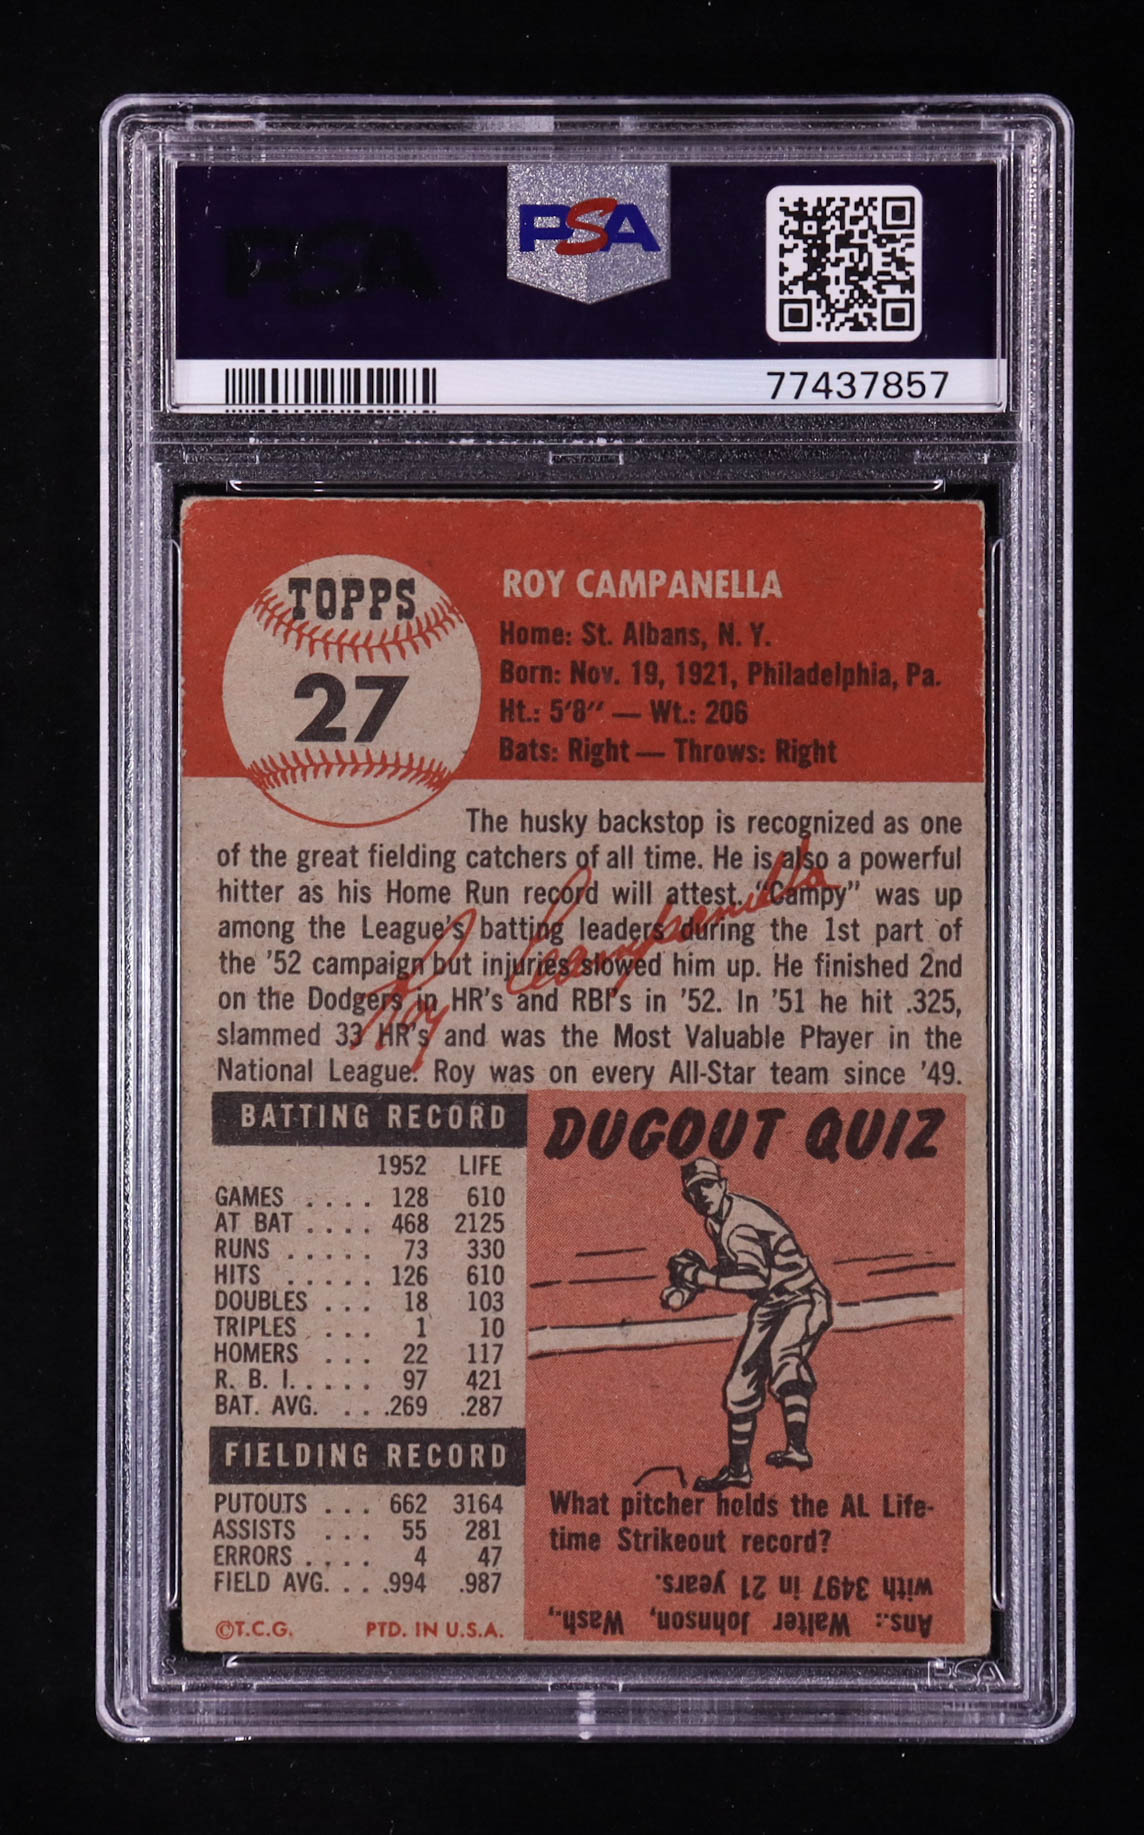 PSA
PSA
77437857
TOPPS
27
ROY CAMPANELLA
Home: St. Albans, N. Y.
Born: Nov. 19, 1921, Philadelphia, Pa.
Ht.: 5'8" — Wt.: 206
Bats: Right — Throws: Right
The husky backstop is recognized as one
of the great fielding catchers of all time. He is also a powerful
hitter as his Home Run record will attest. "Campy" was up
among the League's batting leaders during the 1st part of
the '52 campaign but injuries slowed him up. He finished 2nd
on the Dodgers in HR's and RBI's in '52. In '51 he hit .325,
slammed 33 HR's and was the Most Valuable Player in the
National League. Roy was on every All-Star team since '49.
Roy Campanella
BATTING RECORD
1952 LIFE
GAMES .... 128 610
AT BAT .... 468 2125
RUNS ..... 73 330
HITS ..... 126 610
DOUBLES ... 18 103
TRIPLES ... 1 10
HOMERS ... 22 117
R. B. I. .... 97 421
BAT. AVG. ... .269 .287
FIELDING RECORD
PUTOUTS ... 662 3164
ASSISTS ... 55 281
ERRORS .... 4 47
FIELD AVG. ... .994 .987
©T.C.G. PTD. IN U.S.A.
DUGOUT QUIZ
What pitcher holds the AL Life-
time Strikeout record?
Ans.: Walter Johnson, Wash.,
with 3497 in 21 years.
PSA